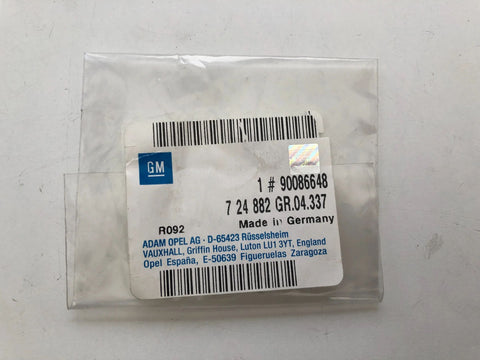 GM
1 # 90086648
7 24 882 GR.04.337
R092
Made in Germany
ADAM OPEL AG · D-65423 Rüsselsheim
VAUXHALL, Griffin House, Luton LU1 3YT, England
Opel España, E-50639 Figueruelas Zaragoza